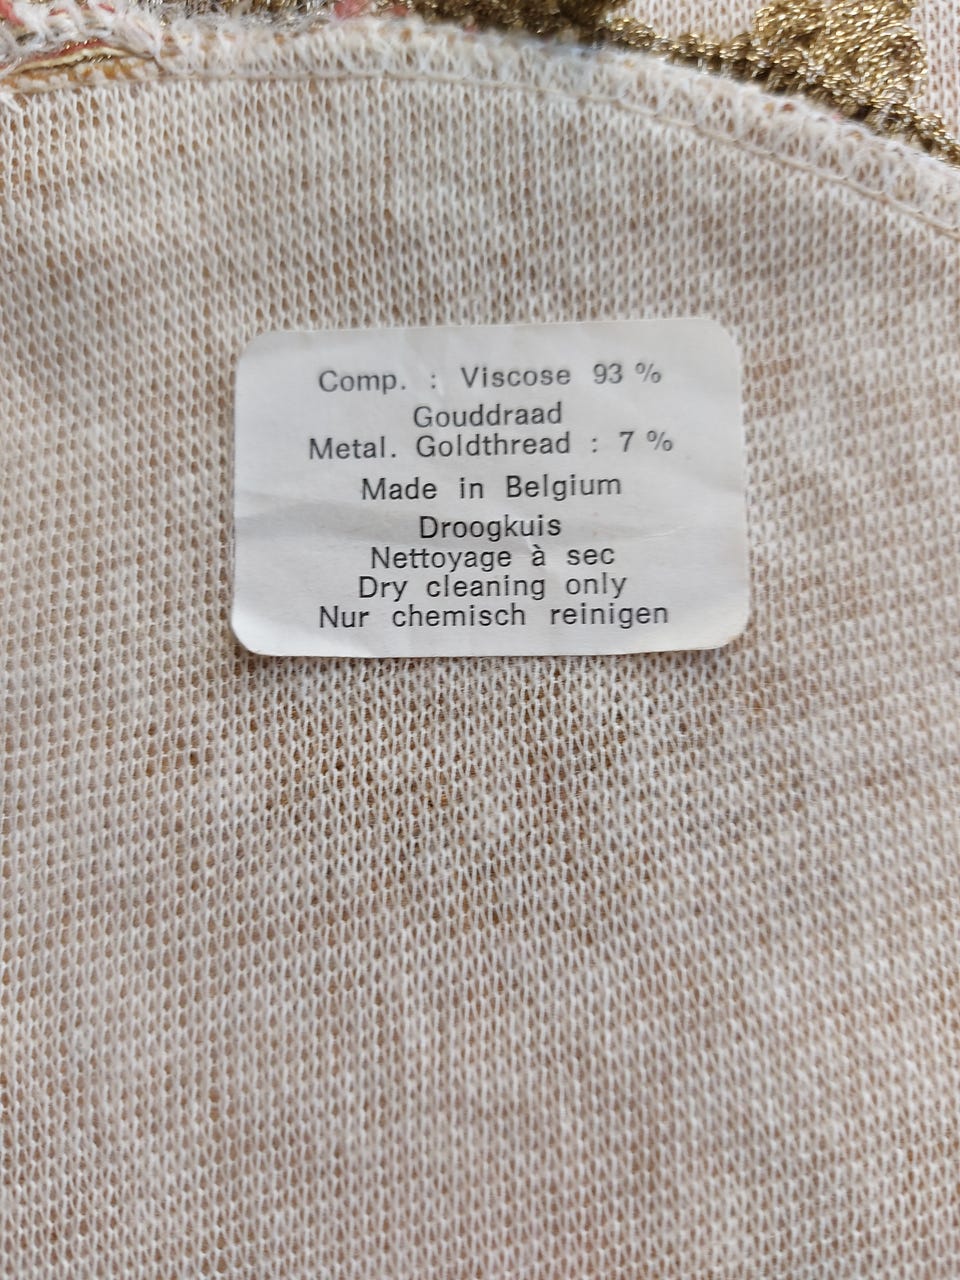 Comp. : Viscose 93 %
Gouddraad
Metal. Goldthread : 7 %
Made in Belgium
Droogkuis
Nettoyage à sec
Dry cleaning only
Nur chemisch reinigen